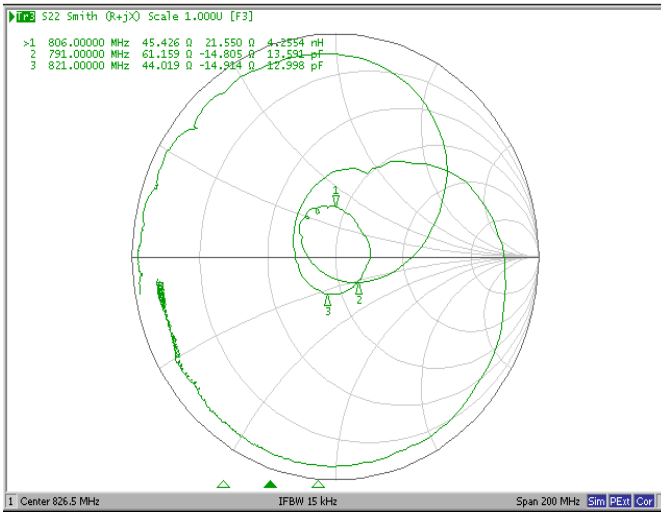 Tr3 S22 Smith (R+jX) Scale 1.000U [F3]
>1 806.00000 MHz 45.426 Ω 21.550 Ω 4.2554 nH
2 791.00000 MHz 61.159 Ω -14.805 Ω 13.591 pF
3 821.00000 MHz 44.019 Ω -14.914 Ω 12.998 pF
1
2
3
1 Center 826.5 MHz IFBW 15 kHz Span 200 MHz Sim PExt Cor